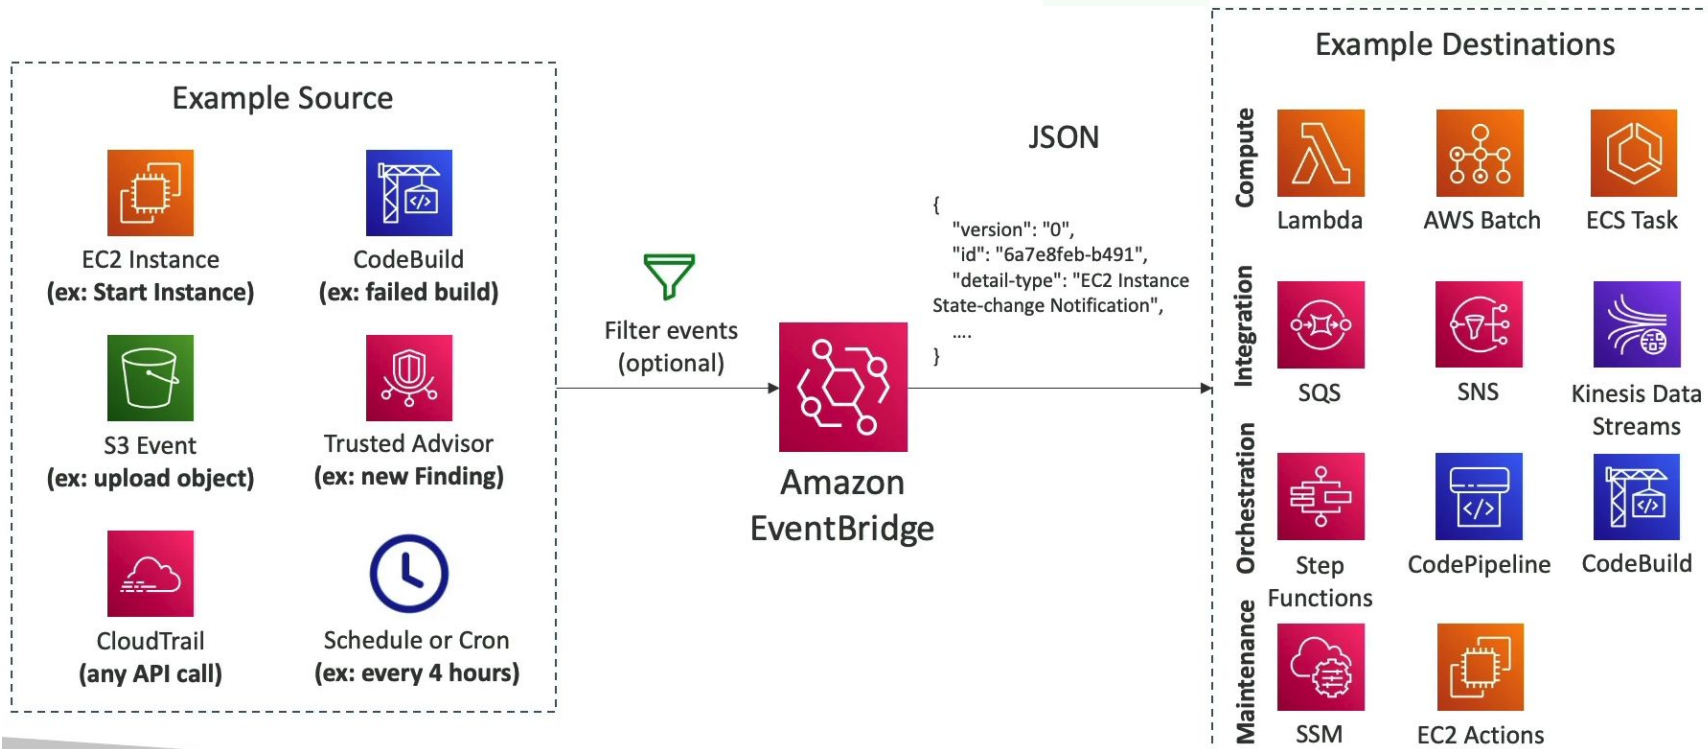 Example Source
EC2 Instance
(ex: Start Instance)
CodeBuild
(ex: failed build)
S3 Event
(ex: upload object)
Trusted Advisor
(ex: new Finding)
CloudTrail
(any API call)
Schedule or Cron
(ex: every 4 hours)
Filter events
(optional)
Amazon
EventBridge
JSON
{
"version": "0",
"id": "6a7e8feb-b491",
"detail-type": "EC2 Instance
State-change Notification",
....
}
Example Destinations
Compute
Lambda
AWS Batch
ECS Task
Integration
SQS
SNS
Kinesis Data
Streams
Orchestration
Step
Functions
CodePipeline
CodeBuild
Maintenance
SSM
EC2 Actions